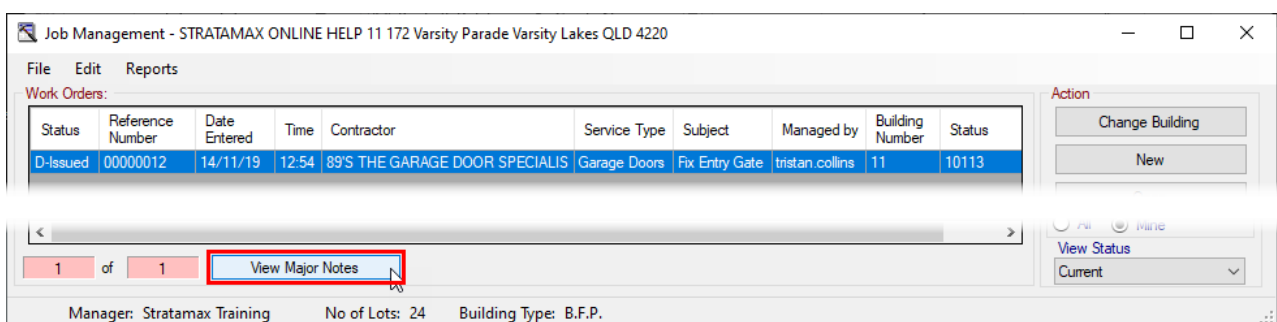 Job Management - STRATAMAX ONLINE HELP 11 172 Varsity Parade Varsity Lakes QLD 4220
File Edit Reports
Work Orders: Action
Status Reference Number Date Entered Time Contractor Service Type Subject Managed by Building Number Status
Change Building
D-Issued 00000012 14/11/19 12:54 89'S THE GARAGE DOOR SPECIALIS Garage Doors Fix Entry Gate tristan.collins 11 10113
New
All Mine
View Status
1 of 1 View Major Notes Current
Manager: Stratamax Training No of Lots: 24 Building Type: B.F.P.